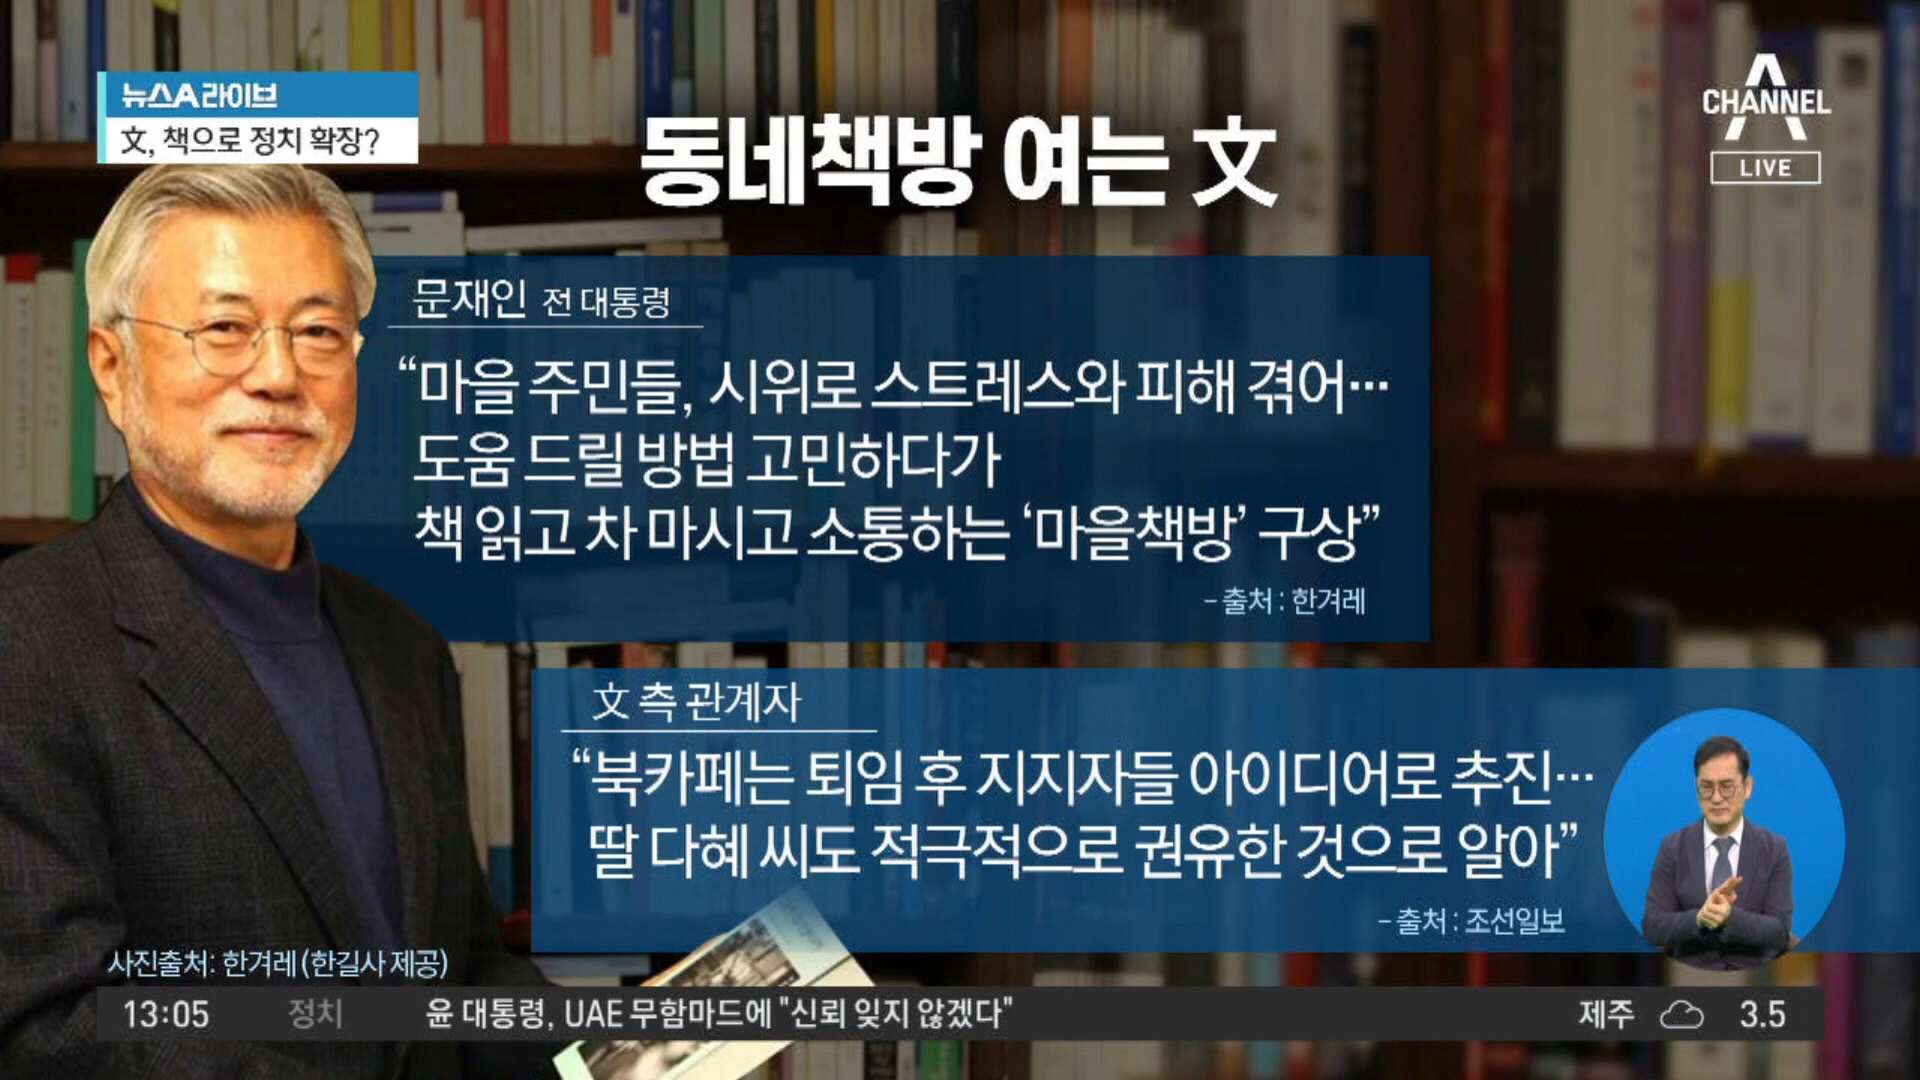 뉴스A 라이브
文, 책으로 정치 확장?
CHANNEL A
LIVE
동네책방 여는 文
문재인 전 대통령
“마을 주민들, 시위로 스트레스와 피해 겪어…
도움 드릴 방법 고민하다가
책 읽고 차 마시고 소통하는 ‘마을책방’ 구상”
- 출처 : 한겨레
文 측 관계자
“북카페는 퇴임 후 지지자들 아이디어로 추진…
딸 다혜 씨도 적극적으로 권유한 것으로 알아”
- 출처 : 조선일보
사진출처: 한겨레 (한길사 제공)
13:05 정치 윤 대통령, UAE 무함마드에 "신뢰 잊지 않겠다" 제주 3.5